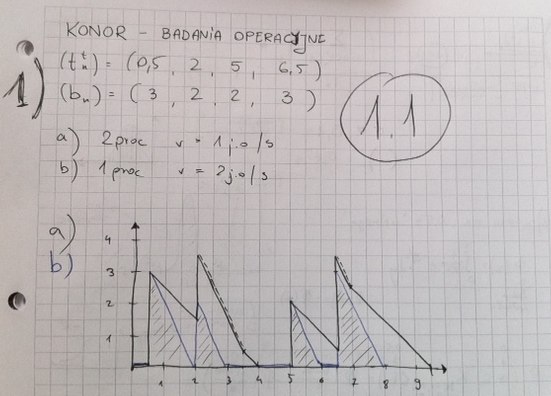 KONOR - BADANIA OPERACYJNE
1)
(t_n^t) = (0,5 , 2 , 5 , 6,5)
(b_n) = ( 3 , 2 , 2 , 3 )
1.1
a) 2 proc v = 1 j.o/s
b) 1 proc v = 2 j.o/s
a)
b)
4
3
2
1
1 2 3 4 5 6 7 8 9